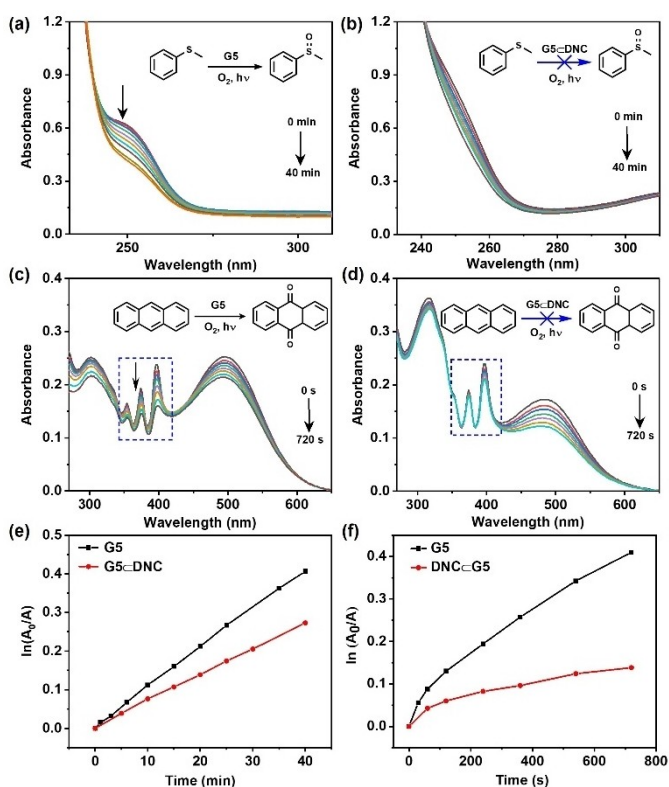 (a)
1.2
0.9
0.6
0.3
0.0
Absorbance
S
G5
O₂, hν
O
S
0 min
40 min
250
300
Wavelength (nm)
(b)
1.2
0.9
0.6
0.3
0.0
Absorbance
S
G5⊂DNC
O₂, hν
O
S
0 min
40 min
240
260
280
300
Wavelength (nm)
(c)
0.4
0.3
0.2
0.1
0.0
Absorbance
G5
O₂, hν
O
O
0 s
720 s
300
400
500
600
Wavelength (nm)
(d)
0.4
0.3
0.2
0.1
0.0
Absorbance
G5⊂DNC
O₂, hν
O
O
0 s
720 s
300
400
500
600
Wavelength (nm)
(e)
0.5
0.4
0.3
0.2
0.1
0.0
ln(A₀/A)
G5
G5⊂DNC
0
10
20
30
40
Time (min)
(f)
0.4
0.3
0.2
0.1
0.0
ln (A₀/A)
G5
DNC⊂G5
0
200
400
600
800
Time (s)